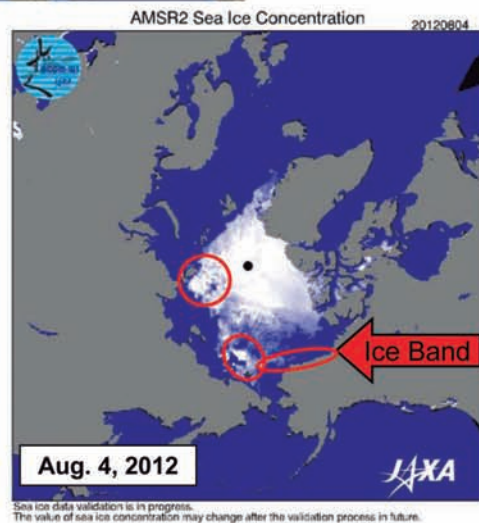 AMSR2 Sea Ice Concentration
20120804
Ice Band
Aug. 4, 2012
JAXA
Sea ice data validation is in progress.
The value of sea ice concentration may change after the validation process in future.